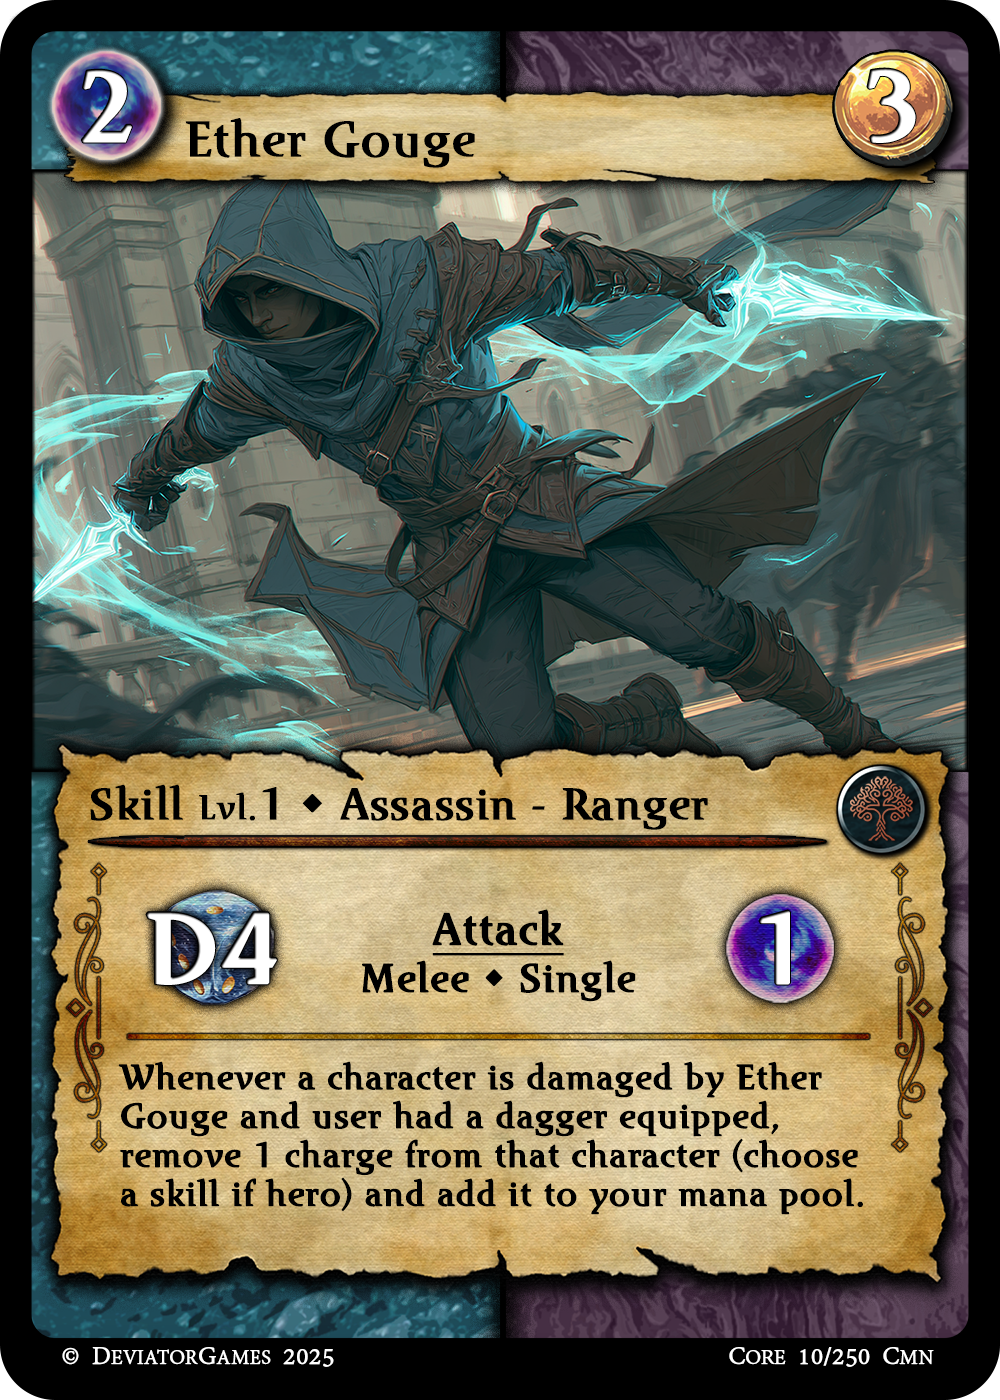 2
3
Ether Gouge
Skill Lvl.1 ◆ Assassin - Ranger
D4
Attack
1
Melee ◆ Single
Whenever a character is damaged by Ether
Gouge and user had a dagger equipped,
remove 1 charge from that character (choose
a skill if hero) and add it to your mana pool.
© DeviatorGames 2025
Core 10/250 Cmn